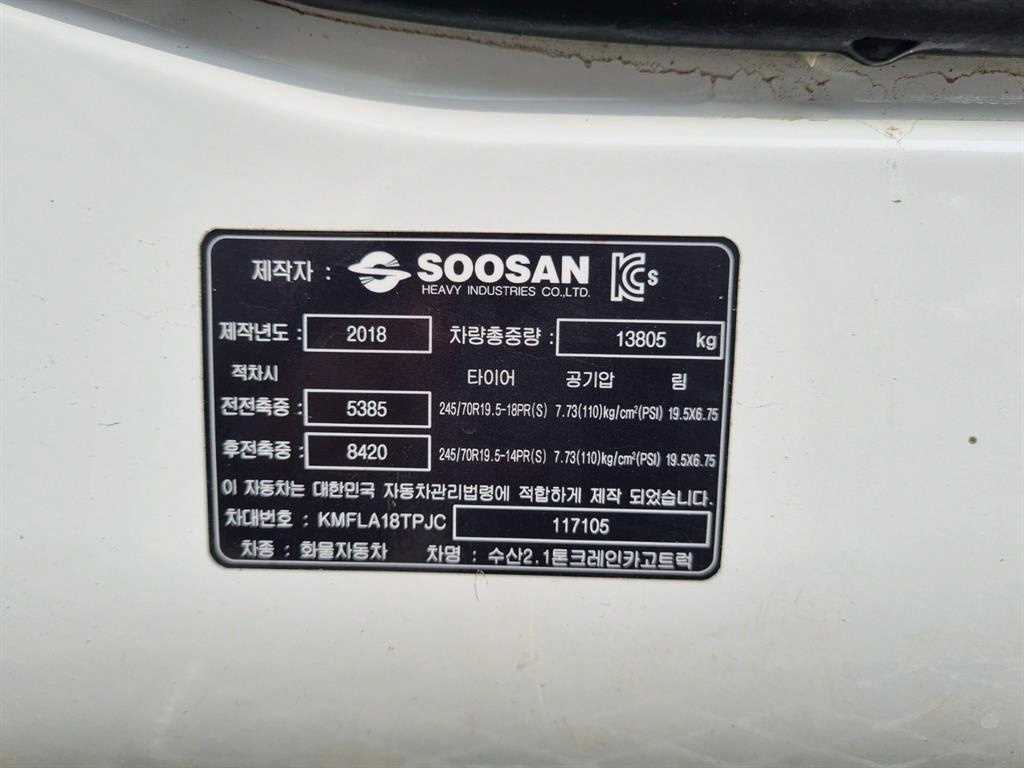 제작자 : SOOSAN HEAVY INDUSTRIES CO.,LTD. KCs
제작년도 : 2018 차량총중량 : 13805 kg
적차시 타이어 공기압 림
전전축중 : 5385 245/70R19.5-18PR(S) 7.73(110)kg/cm²(PSI) 19.5X6.75
후전축중 : 8420 245/70R19.5-14PR(S) 7.73(110)kg/cm²(PSI) 19.5X6.75
이 자동차는 대한민국 자동차관리법령에 적합하게 제작 되었습니다.
차대번호 : KMFLA18TPJC 117105
차종 : 화물자동차 차명 : 수산2.1톤크레인카고트럭